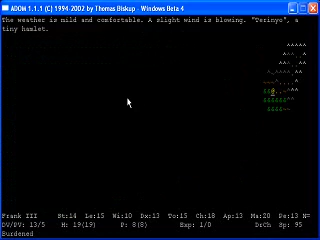 ADOM 1.1.1 (C) 1994-2002 by Thomas Biskup - Windows Beta 4
The weather is mild and comfortable. A slight wind is blowing. "Terinyo", a
tiny hamlet.
Frank III St:14 Le:15 Wi:10 Dx:13 To:15 Ch:18 Ap:13 Ma:20 Pe:13 N=
DV/PV: 13/5 H: 19(19) P: 8(8) Exp: 1/0 DrCh Sp: 95
Burdened